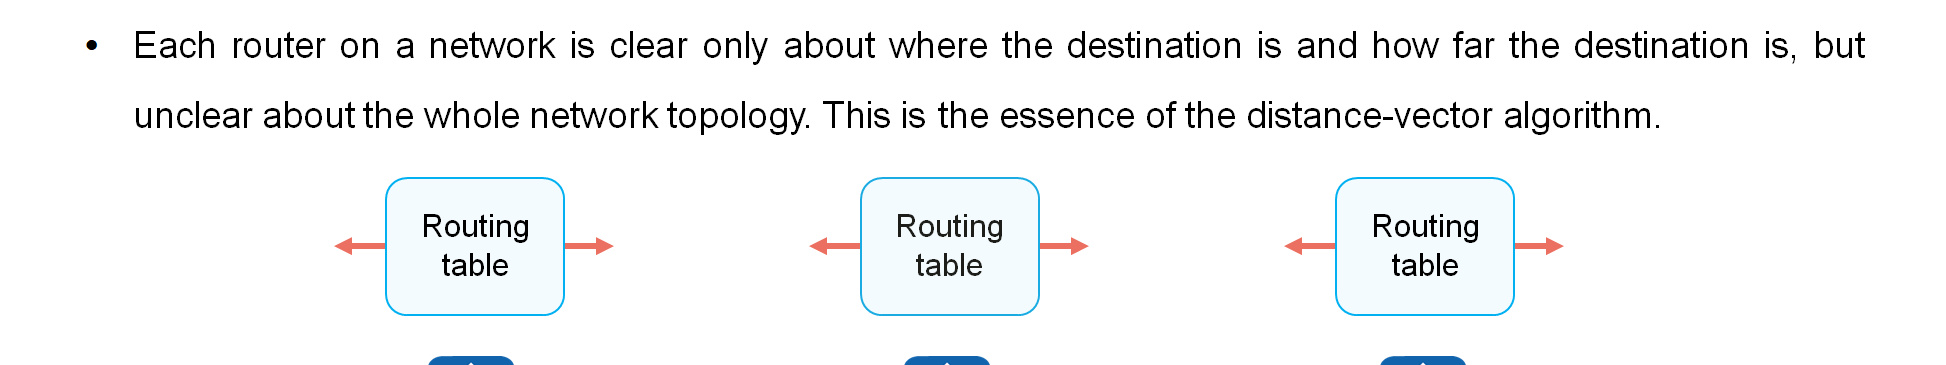 • Each router on a network is clear only about where the destination is and how far the destination is, but
unclear about the whole network topology. This is the essence of the distance-vector algorithm.
Routing
table
Routing
table
Routing
table